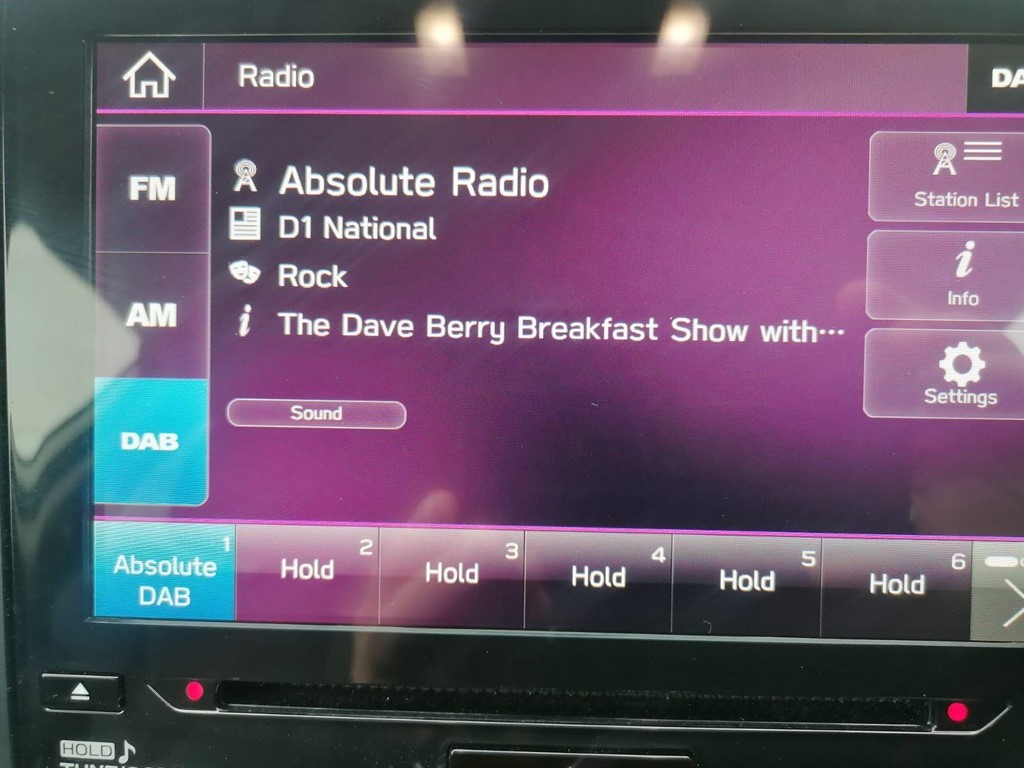 Radio
DA
FM
AM
DAB
Absolute Radio
D1 National
Rock
The Dave Berry Breakfast Show with···
Sound
Station List
Info
Settings
1
Absolute
DAB
2
Hold
3
Hold
4
Hold
5
Hold
6
Hold
HOLD